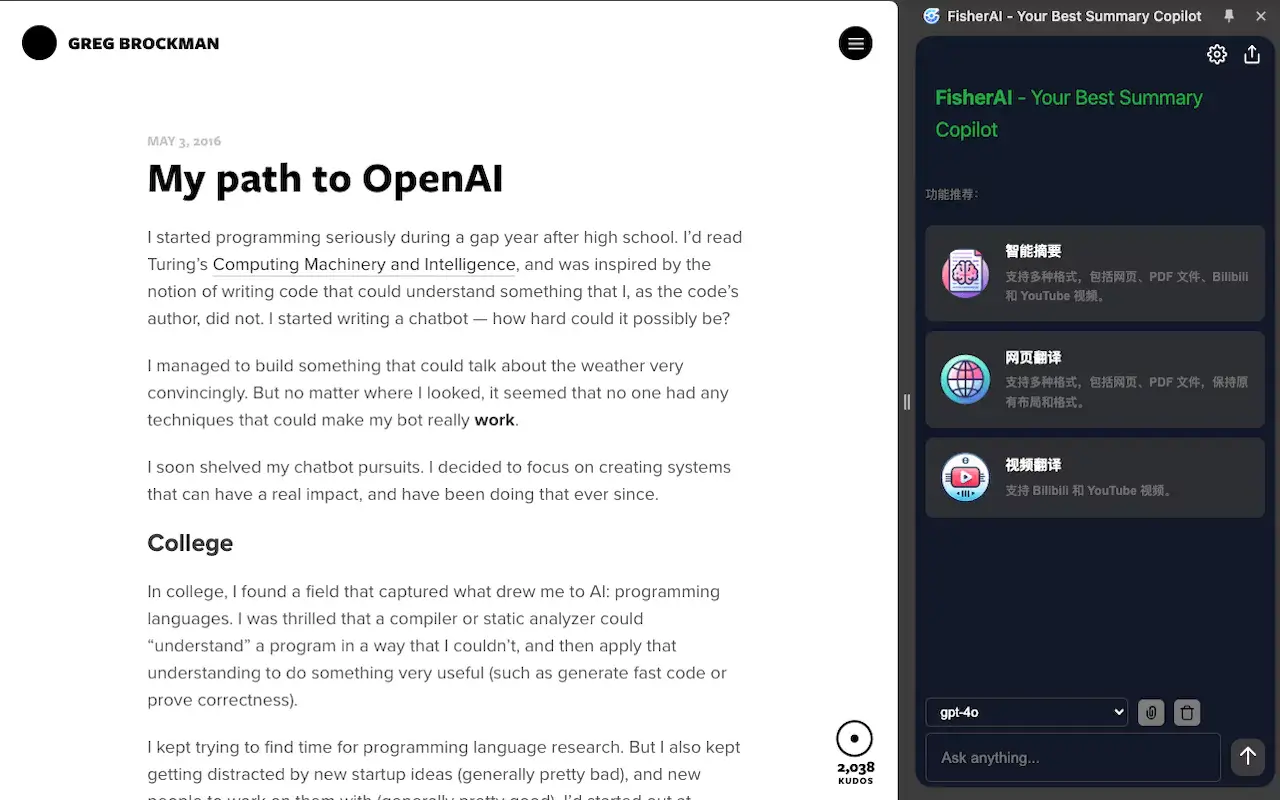 GREG BROCKMAN
MAY 3, 2016
My path to OpenAI
I started programming seriously during a gap year after high school. I’d read
Turing’s Computing Machinery and Intelligence, and was inspired by the
notion of writing code that could understand something that I, as the code’s
author, did not. I started writing a chatbot — how hard could it possibly be?
I managed to build something that could talk about the weather very
convincingly. But no matter where I looked, it seemed that no one had any
techniques that could make my bot really work.
I soon shelved my chatbot pursuits. I decided to focus on creating systems
that can have a real impact, and have been doing that ever since.
College
In college, I found a field that captured what drew me to AI: programming
languages. I was thrilled that a compiler or static analyzer could
“understand” a program in a way that I couldn’t, and then apply that
understanding to do something very useful (such as generate fast code or
prove correctness).
I kept trying to find time for programming language research. But I also kept
getting distracted by new startup ideas (generally pretty bad), and new
people to work on them with (generally pretty good). I’d started out at
2,038
KUDOS
FisherAI - Your Best Summary Copilot
FisherAI - Your Best Summary
Copilot
功能推荐:
智能摘要
支持多种格式，包括网页、PDF 文件、Bilibili
和 YouTube 视频。
网页翻译
支持多种格式，包括网页、PDF 文件，保持原
有布局和格式。
视频翻译
支持 Bilibili 和 YouTube 视频。
gpt-4o
Ask anything...